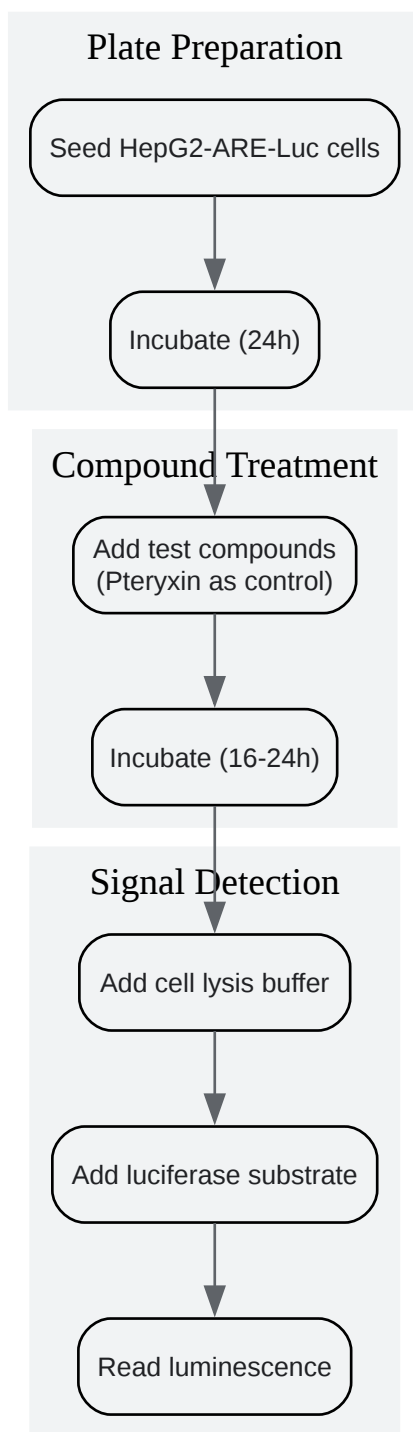 Plate Preparation
Seed HepG2-ARE-Luc cells
Incubate (24h)
Compound Treatment
Add test compounds
(Pteryxin as control)
Incubate (16-24h)
Signal Detection
Add cell lysis buffer
Add luciferase substrate
Read luminescence